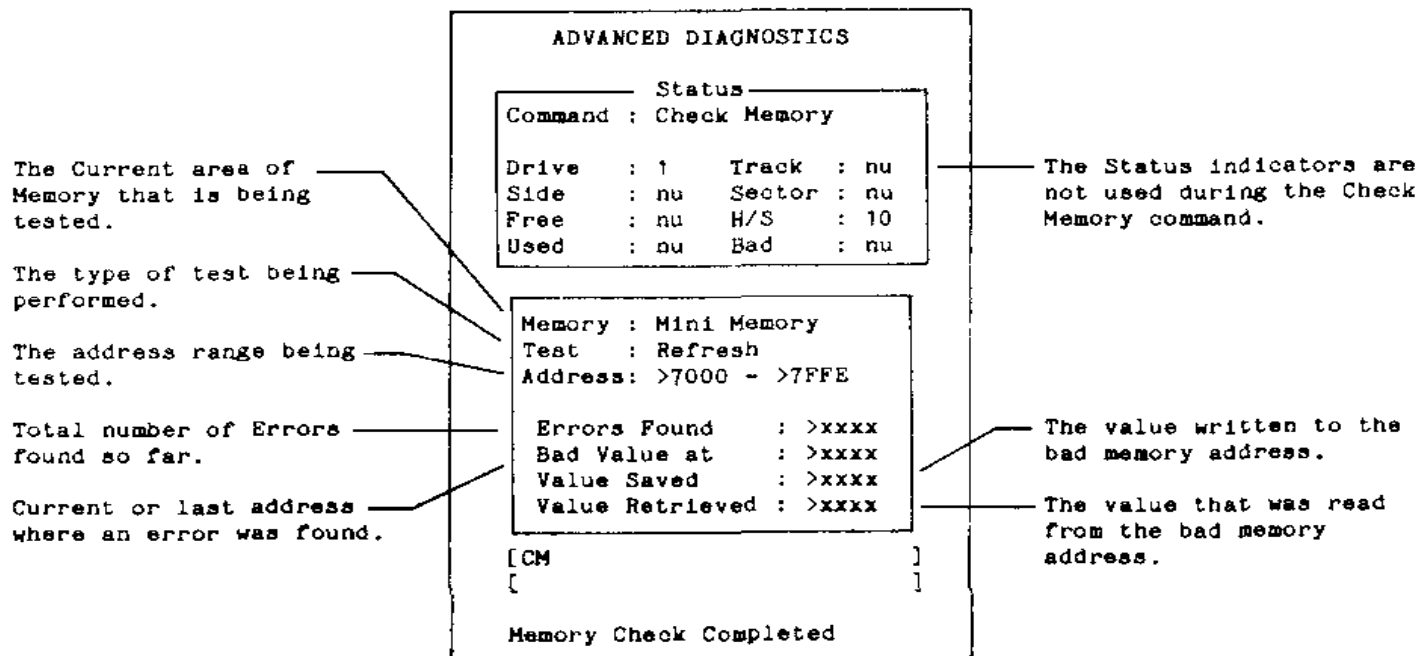 ADVANCED DIAGNOSTICS
Status
Command : Check Memory
Drive : ↑ Track : nu
Side : nu Sector : nu
Free : nu H/S : 10
Used : nu Bad : nu
The Current area of
Memory that is being
tested.
The type of test being
performed.
The address range being
tested.
Total number of Errors
found so far.
Current or last address
where an error was found.
The Status indicators are
not used during the Check
Memory command.
Memory : Mini Memory
Test : Refresh
Address: >7000 - >7FFE
Errors Found : >xxxx
Bad Value at : >xxxx
Value Saved : >xxxx
Value Retrieved : >xxxx
The value written to the
bad memory address.
The value that was read
from the bad memory
address.
[CM ]
[ ]
Memory Check Completed